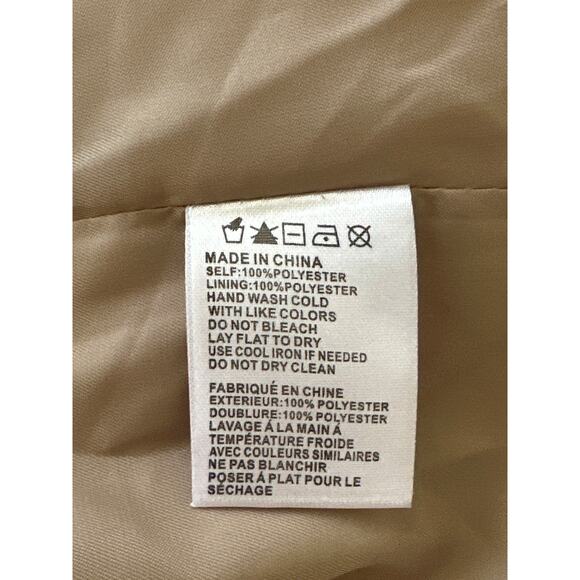 MADE IN CHINA
SELF:100%POLYESTER
LINING:100%POLYESTER
HAND WASH COLD
WITH LIKE COLORS
DO NOT BLEACH
LAY FLAT TO DRY
USE COOL IRON IF NEEDED
DO NOT DRY CLEAN
FABRIQUÉ EN CHINE
EXTERIEUR:100% POLYESTER
DOUBLURE:100% POLYESTER
LAVAGE Á LA MAIN Á
TEMPÉRATURE FROIDE
AVEC COULEURS SIMILAIRES
NE PAS BLANCHIR
POSER Á PLAT POUR LE
SÉCHAGE